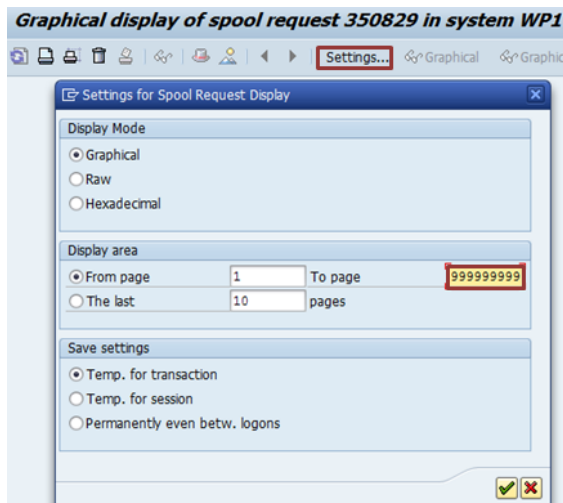 Graphical display of spool request 350829 in system WP1
Settings... Graphical Graphic
Settings for Spool Request Display
Display Mode
Graphical
Raw
Hexadecimal
Display area
From page 1 To page 999999999
The last 10 pages
Save settings
Temp. for transaction
Temp. for session
Permanently even betw. logons